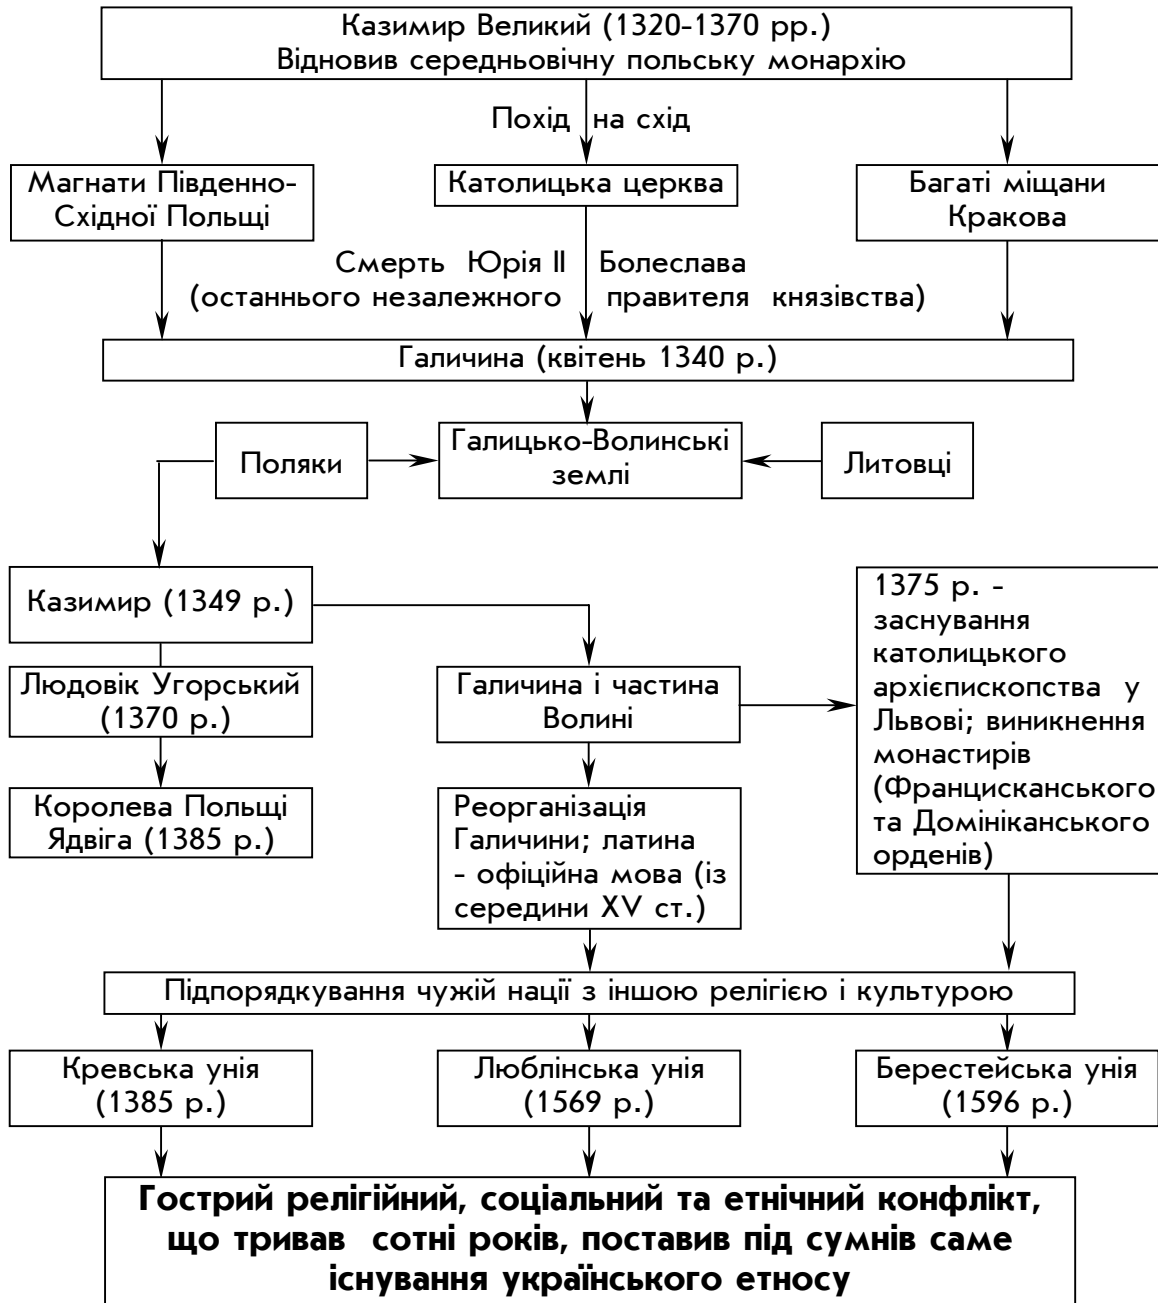 Казимир Великий (1320-1370 рр.)
Відновив середньовічну польську монархію
Похід на схід
Магнати Південно-
Східної Польщі
Католицька церква
Багаті міщани
Кракова
Смерть Юрія II Болеслава
(останнього незалежного правителя князівства)
Галичина (квітень 1340 р.)
Поляки
Галицько-Волинські
землі
Литовці
Казимир (1349 р.)
Людовік Угорський
(1370 р.)
Королева Польщі
Ядвіга (1385 р.)
Галичина і частина
Волині
Реорганізація
Галичини; латина
- офіційна мова (із
середини XV ст.)
1375 р. -
заснування
католицького
архієпископства у
Львові; виникнення
монастирів
(Францисканського
та Домініканського
орденів)
Підпорядкування чужій нації з іншою релігією і культурою
Кревська унія
(1385 р.)
Люблінська унія
(1569 р.)
Берестейська унія
(1596 р.)
Гострий релігійний, соціальний та етнічний конфлікт,
що тривав сотні років, поставив під сумнів саме
існування українського етносу